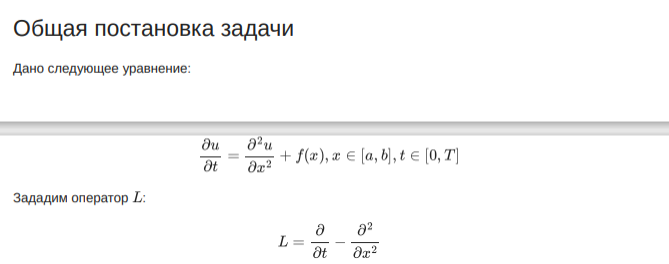 Общая постановка задачи
Дано следующее уравнение:
∂u/∂t = ∂²u/∂x² + f(x), x ∈ [a, b], t ∈ [0, T]
Зададим оператор L:
L = ∂/∂t − ∂²/∂x²